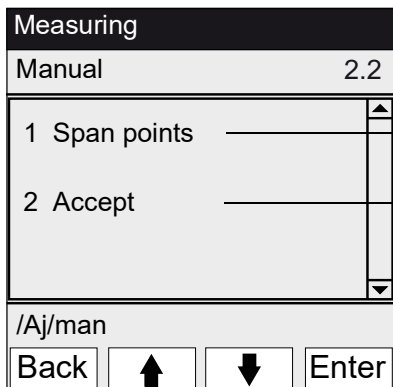 Measuring
Manual 2.2
1 Span points
2 Accept
/Aj/man
Back Enter